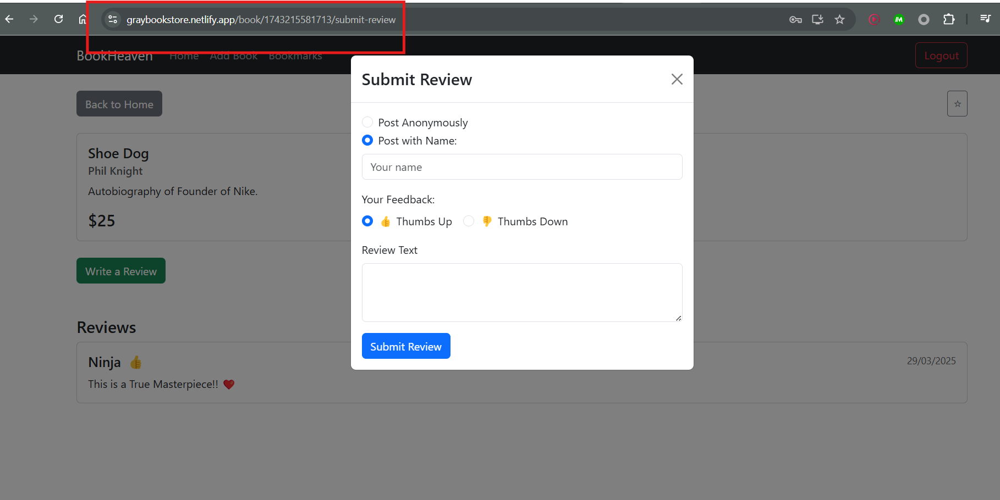 graybookstore.netlify.app/book/1743215581713/submit-review
BookHeaven Home Add Book Bookmarks Logout
Submit Review
Back to Home
☆
Post Anonymously
Post with Name:
Your name
Shoe Dog
Phil Knight
Autobiography of Founder of Nike.
$25
Your Feedback:
👍 Thumbs Up 👎 Thumbs Down
Review Text
Write a Review
Submit Review
Reviews
Ninja 👍
29/03/2025
This is a True Masterpiece!! ❤️